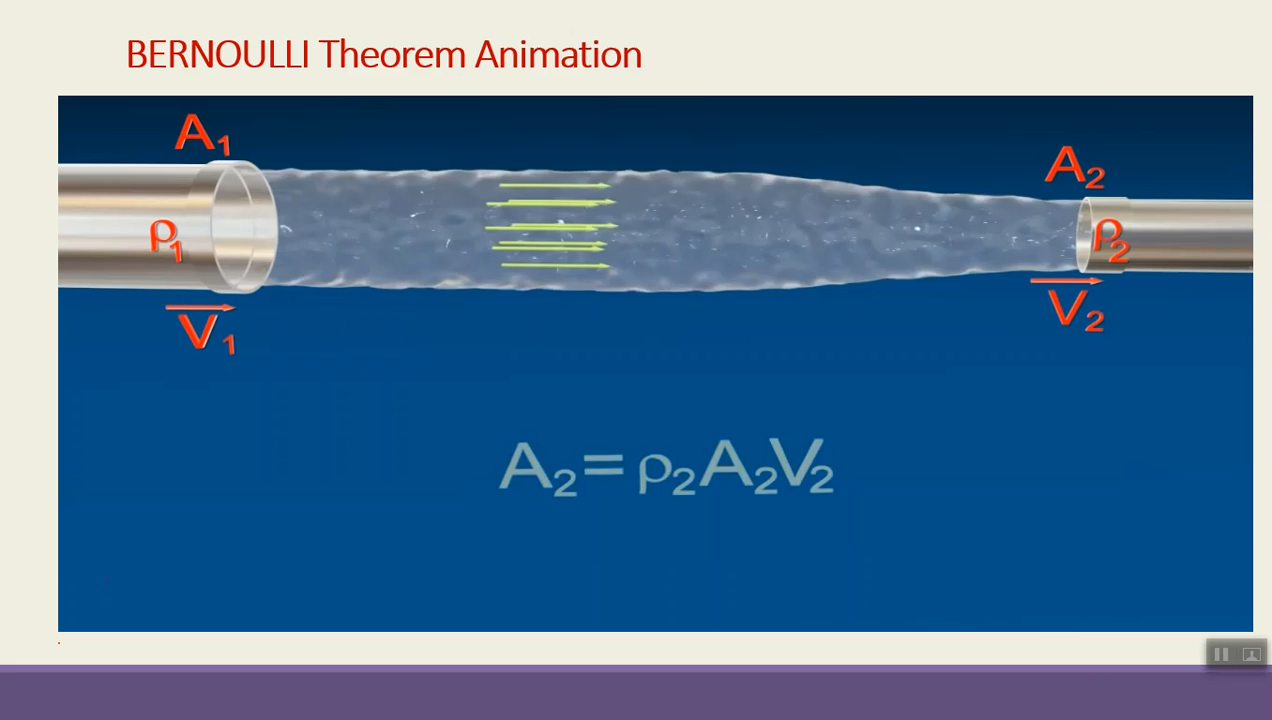 BERNOULLI Theorem Animation
A₁
A₂
ρ₁
ρ₂
V₁
V₂
A₂=ρ₂A₂V₂